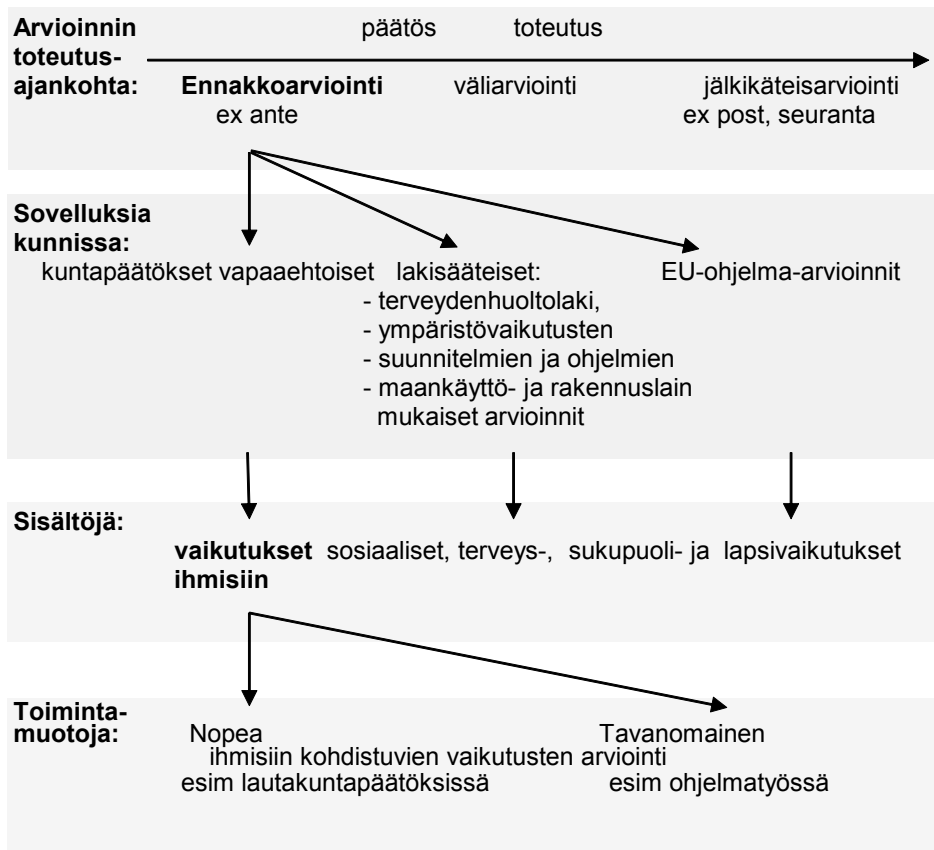 Arvioinnin päätös toteutus
toteutus-
ajankohta: Ennakkoarviointi väliarviointi jälkikäteisarviointi
ex ante ex post, seuranta
Sovelluksia
kunnissa:
kuntapäätökset vapaaehtoiset lakisääteiset: EU-ohjelma-arvioinnit
- terveydenhuoltolaki,
- ympäristövaikutusten
- suunnitelmien ja ohjelmien
- maankäyttö- ja rakennuslain
mukaiset arvioinnit
Sisältöjä:
vaikutukset sosiaaliset, terveys-, sukupuoli- ja lapsivaikutukset
ihmisiin
Toiminta-
muotoja: Nopea Tavanomainen
ihmisiin kohdistuvien vaikutusten arviointi
esim lautakuntapäätöksissä esim ohjelmatyössä